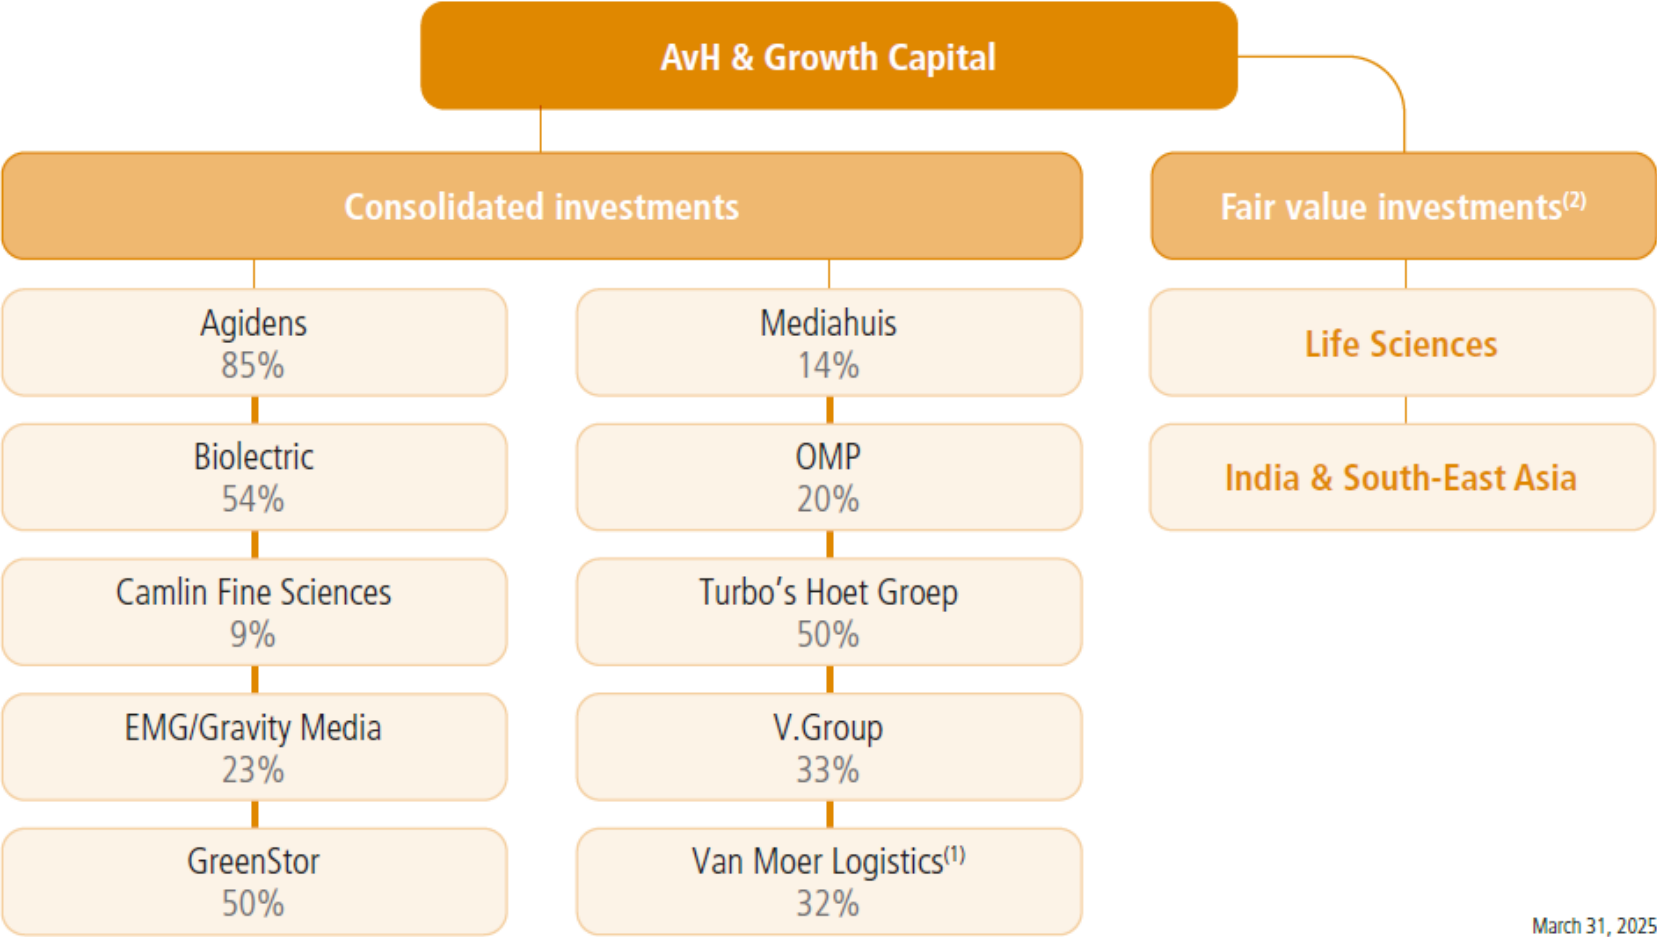 AvH & Growth Capital
Consolidated investments
Agidens
85%
Biolectric
54%
Camlin Fine Sciences
9%
EMG/Gravity Media
23%
GreenStor
50%
Mediahuis
14%
OMP
20%
Turbo’s Hoet Groep
50%
V.Group
33%
Van Moer Logistics(1)
32%
Fair value investments(2)
Life Sciences
India & South-East Asia
March 31, 2025